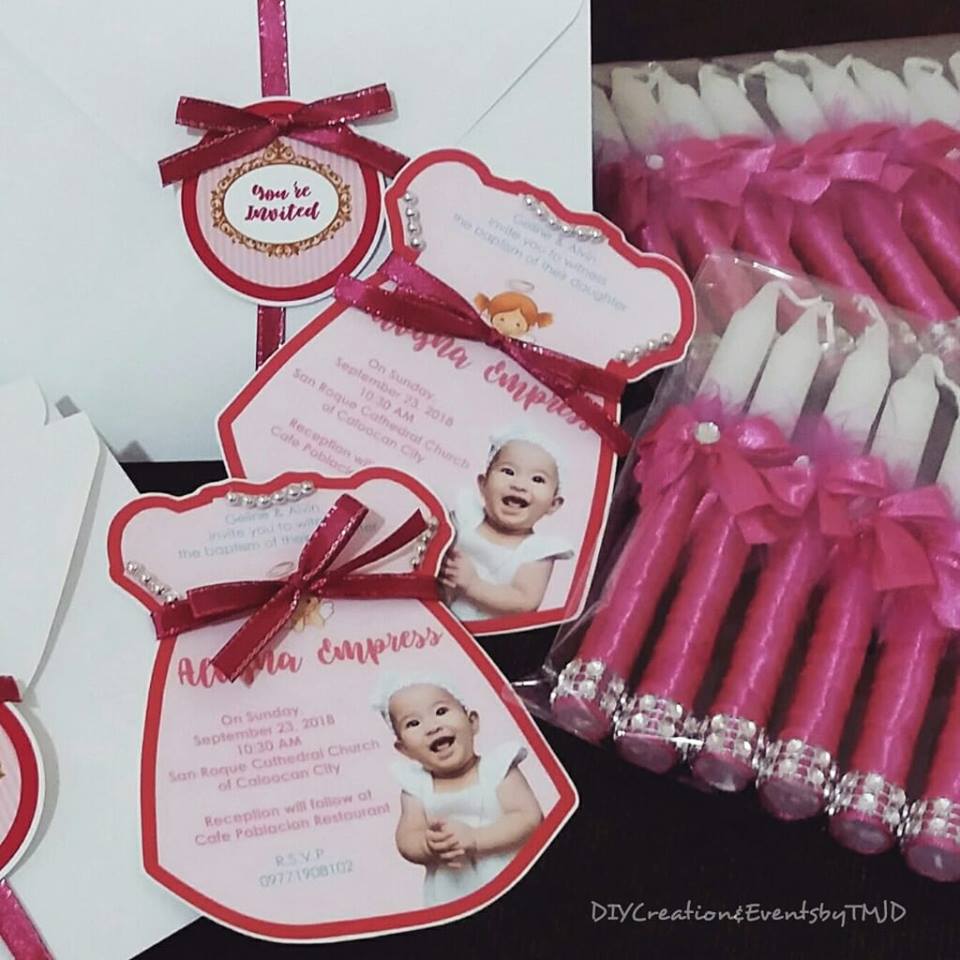 You're
Invited
Geline & Alvin
invite you to witness
the baptism of their daughter
Empress
On Sunday
September 23, 2018
10:30 AM
San Roque Cathedral Church
of Caloocan City
Reception will
Cafe Poblacion
Geline & Alvin
invite you to
the baptism of their
Empress
On Sunday
September 23, 2018
10:30 AM
San Roque Cathedral Church
of Caloocan City
Reception will follow at
Cafe Poblacion Restaurant
R.S.V.P
09771908102
DIYCreation&EventsbyTMJD